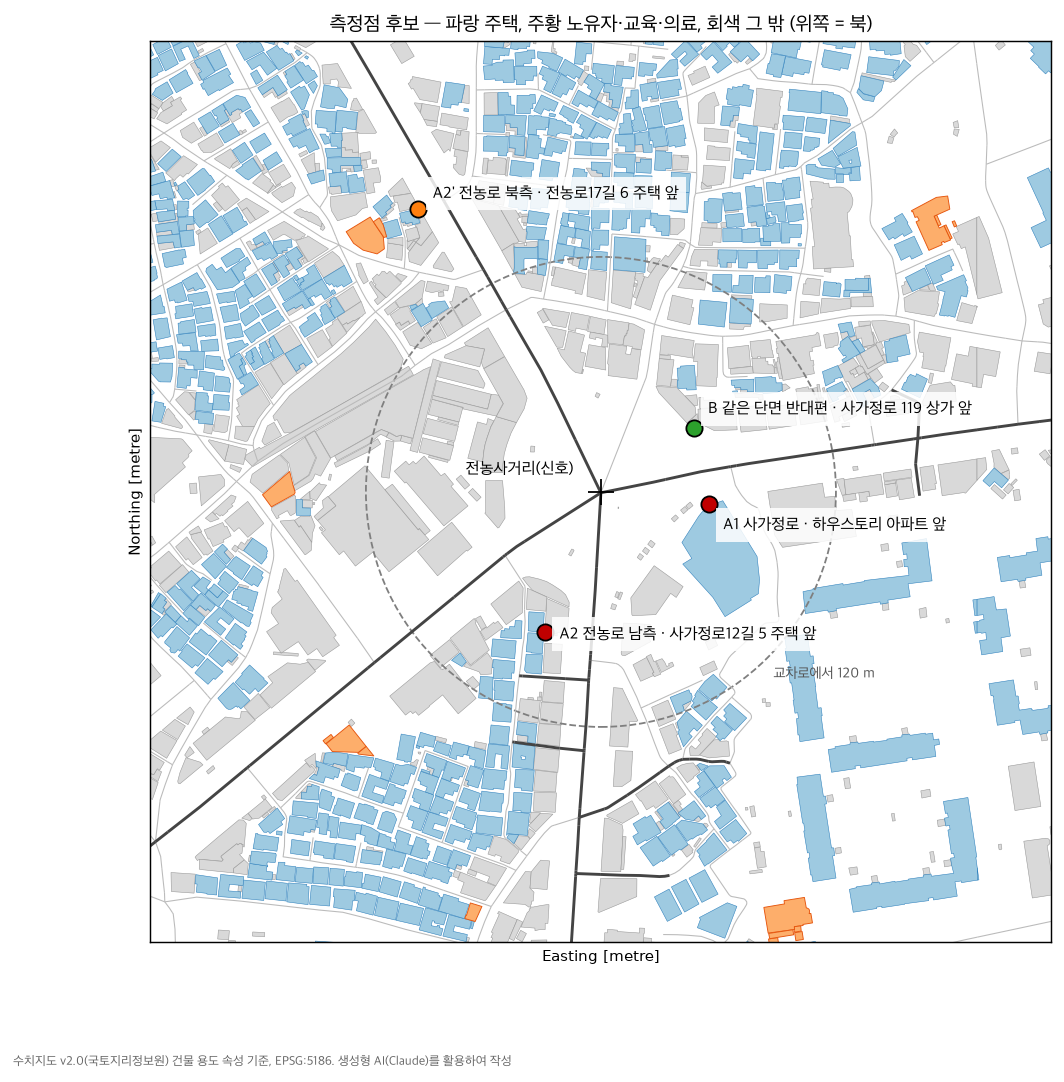 측정점 후보 — 파랑 주택, 주황 노유자·교육·의료, 회색 그 밖 (위쪽 = 북)
A2' 전농로 북측 · 전농로17길 6 주택 앞
B 같은 단면 반대편 · 사가정로 119 상가 앞
전농사거리(신호)
A1 사가정로 · 하우스토리 아파트 앞
A2 전농로 남측 · 사가정로12길 5 주택 앞
교차로에서 120 m
Northing [metre]
Easting [metre]
수치지도 v2.0(국토지리정보원) 건물 용도 속성 기준, EPSG:5186. 생성형 AI(Claude)를 활용하여 작성